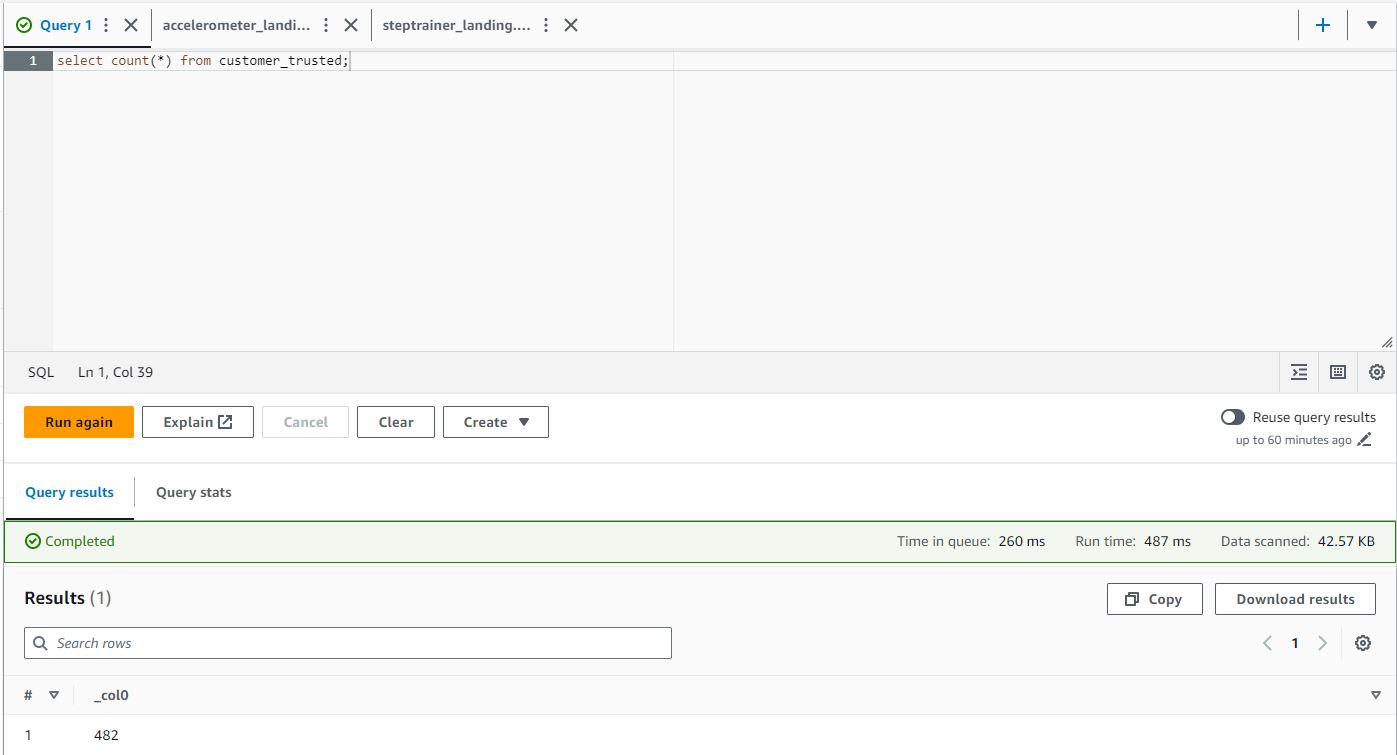 Query 1 accelerometer_landi... steptrainer_landing....
1 select count(*) from customer_trusted;
SQL Ln 1, Col 39
Run again Explain Cancel Clear Create Reuse query results
up to 60 minutes ago
Query results Query stats
Completed Time in queue: 260 ms Run time: 487 ms Data scanned: 42.57 KB
Results (1) Copy Download results
Search rows 1
# _col0
1 482